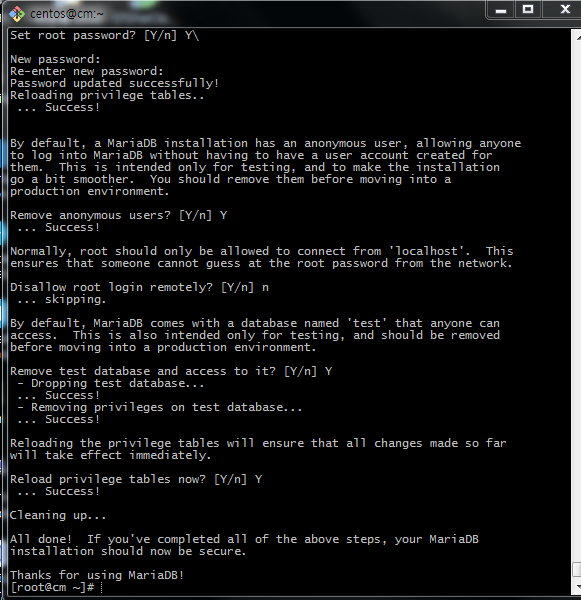 centos@cm:~
Set root password? [Y/n] Y\
New password:
Re-enter new password:
Password updated successfully!
Reloading privilege tables..
 ... Success!
By default, a MariaDB installation has an anonymous user, allowing anyone
to log into MariaDB without having to have a user account created for
them.  This is intended only for testing, and to make the installation
go a bit smoother.  You should remove them before moving into a
production environment.
Remove anonymous users? [Y/n] Y
 ... Success!
Normally, root should only be allowed to connect from 'localhost'.  This
ensures that someone cannot guess at the root password from the network.
Disallow root login remotely? [Y/n] n
 ... skipping.
By default, MariaDB comes with a database named 'test' that anyone can
access.  This is also intended only for testing, and should be removed
before moving into a production environment.
Remove test database and access to it? [Y/n] Y
 - Dropping test database...
 ... Success!
 - Removing privileges on test database...
 ... Success!
Reloading the privilege tables will ensure that all changes made so far
will take effect immediately.
Reload privilege tables now? [Y/n] Y
 ... Success!
Cleaning up...
All done!  If you've completed all of the above steps, your MariaDB
installation should now be secure.
Thanks for using MariaDB!
[root@cm ~]#